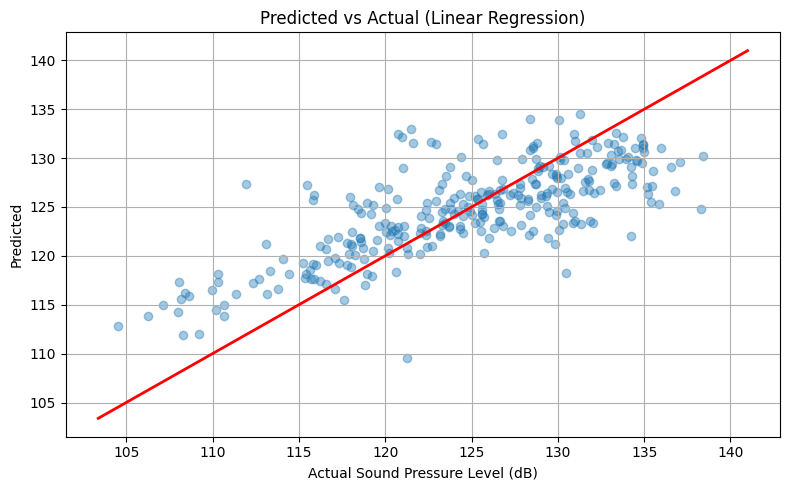 Predicted vs Actual (Linear Regression)
140
135
130
125
120
115
110
105
Predicted
105 110 115 120 125 130 135 140
Actual Sound Pressure Level (dB)